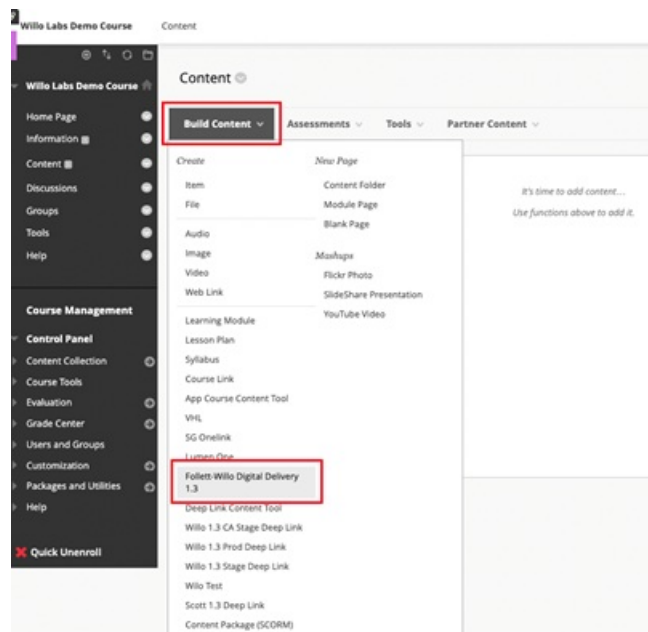 Willo Labs Demo Course Content
Willo Labs Demo Course
Home Page
Information
Content
Discussions
Groups
Tools
Help
Course Management
Control Panel
Content Collection
Course Tools
Evaluation
Grade Center
Users and Groups
Customization
Packages and Utilities
Help
Quick Unenroll
Content
Build Content Assessments Tools Partner Content
Create
Item
File
Audio
Image
Video
Web Link
Learning Module
Lesson Plan
Syllabus
Course Link
App Course Content Tool
VHL
SG Onelink
Lumen One
Follett-Willo Digital Delivery
1.3
Deep Link Content Tool
Willo 1.3 CA Stage Deep Link
Willo 1.3 Prod Deep Link
Willo 1.3 Stage Deep Link
Wilo Test
Scott 1.3 Deep Link
Content Package (SCORM)
New Page
Content Folder
Module Page
Blank Page
Mashups
Flickr Photo
SlideShare Presentation
YouTube Video
It's time to add content...
Use functions above to add it.